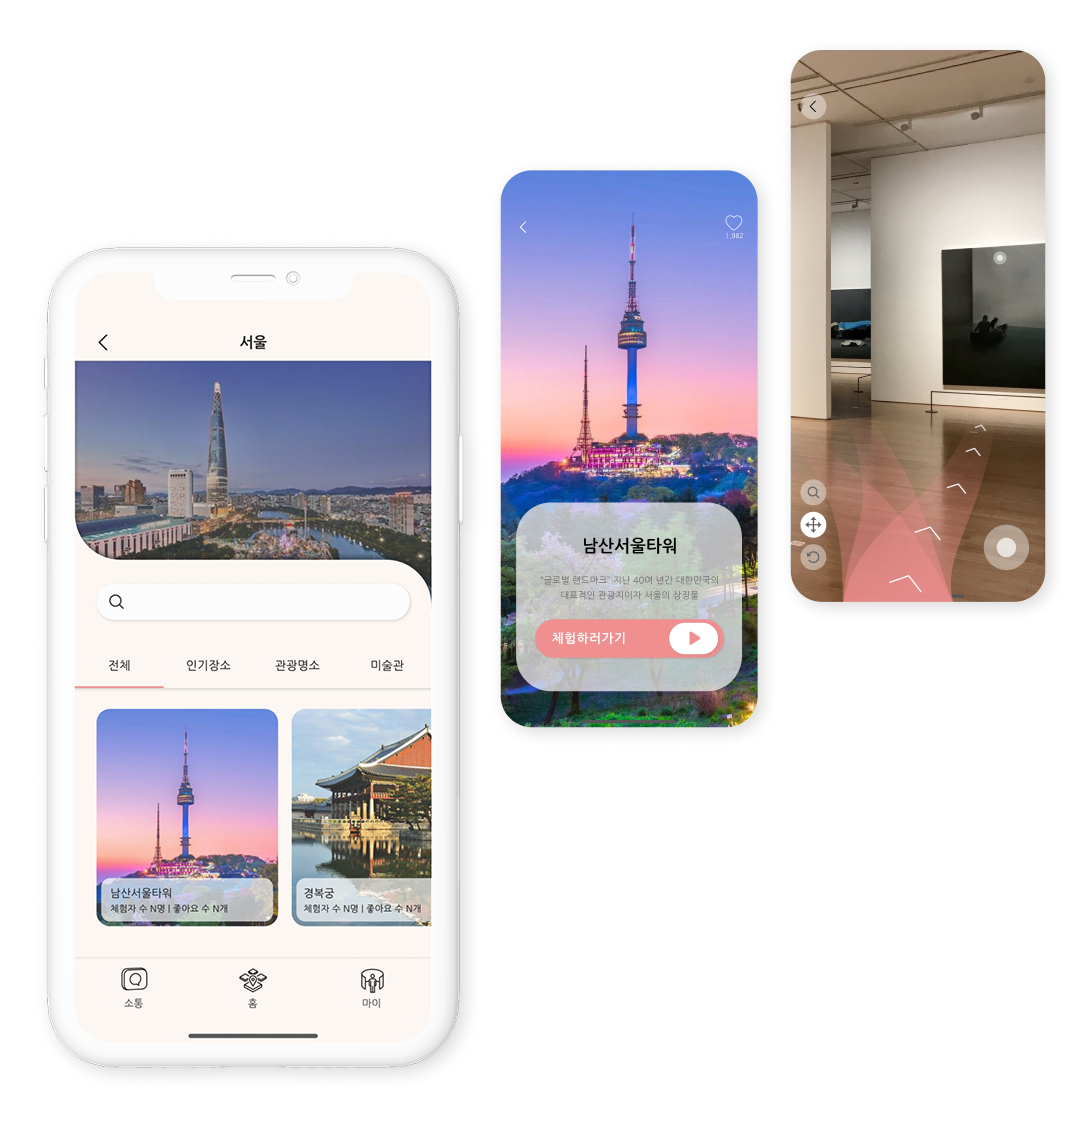 서울
전체
인기장소
관광명소
미술관
남산서울타워
체험자 수 N명 | 좋아요 수 N개
경복궁
체험자 수 N명 | 좋아요 수 N개
소통
홈
마이
1,982
남산서울타워
"글로벌 랜드마크" 지난 40여 년간 대한민국의
대표적인 관광지이자 서울의 상징물
체험하러가기